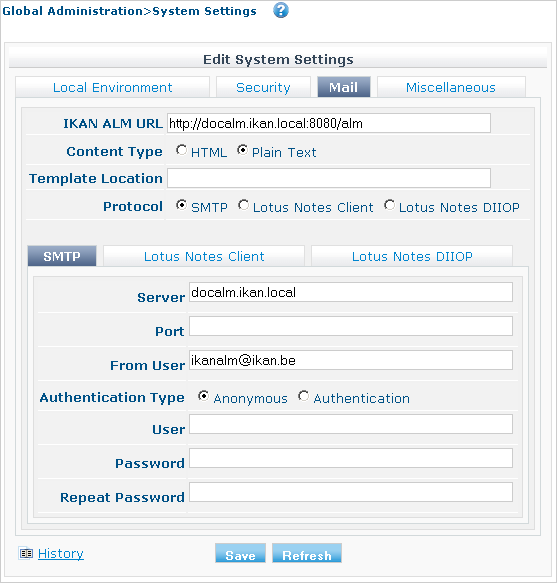 Global Administration>System Settings ?
Edit System Settings
Local Environment Security Mail Miscellaneous
IKAN ALM URL http://docalm.ikan.local:8080/alm
Content Type HTML Plain Text
Template Location
Protocol SMTP Lotus Notes Client Lotus Notes DIIOP
SMTP Lotus Notes Client Lotus Notes DIIOP
Server docalm.ikan.local
Port
From User ikanalm@ikan.be
Authentication Type Anonymous Authentication
User
Password
Repeat Password
History Save Refresh